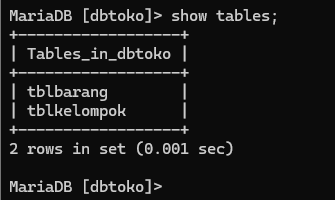 MariaDB [dbtoko]> show tables;
+------------------+
| Tables_in_dbtoko |
+------------------+
| tblbarang        |
| tblkelompok      |
+------------------+
2 rows in set (0.001 sec)
MariaDB [dbtoko]>